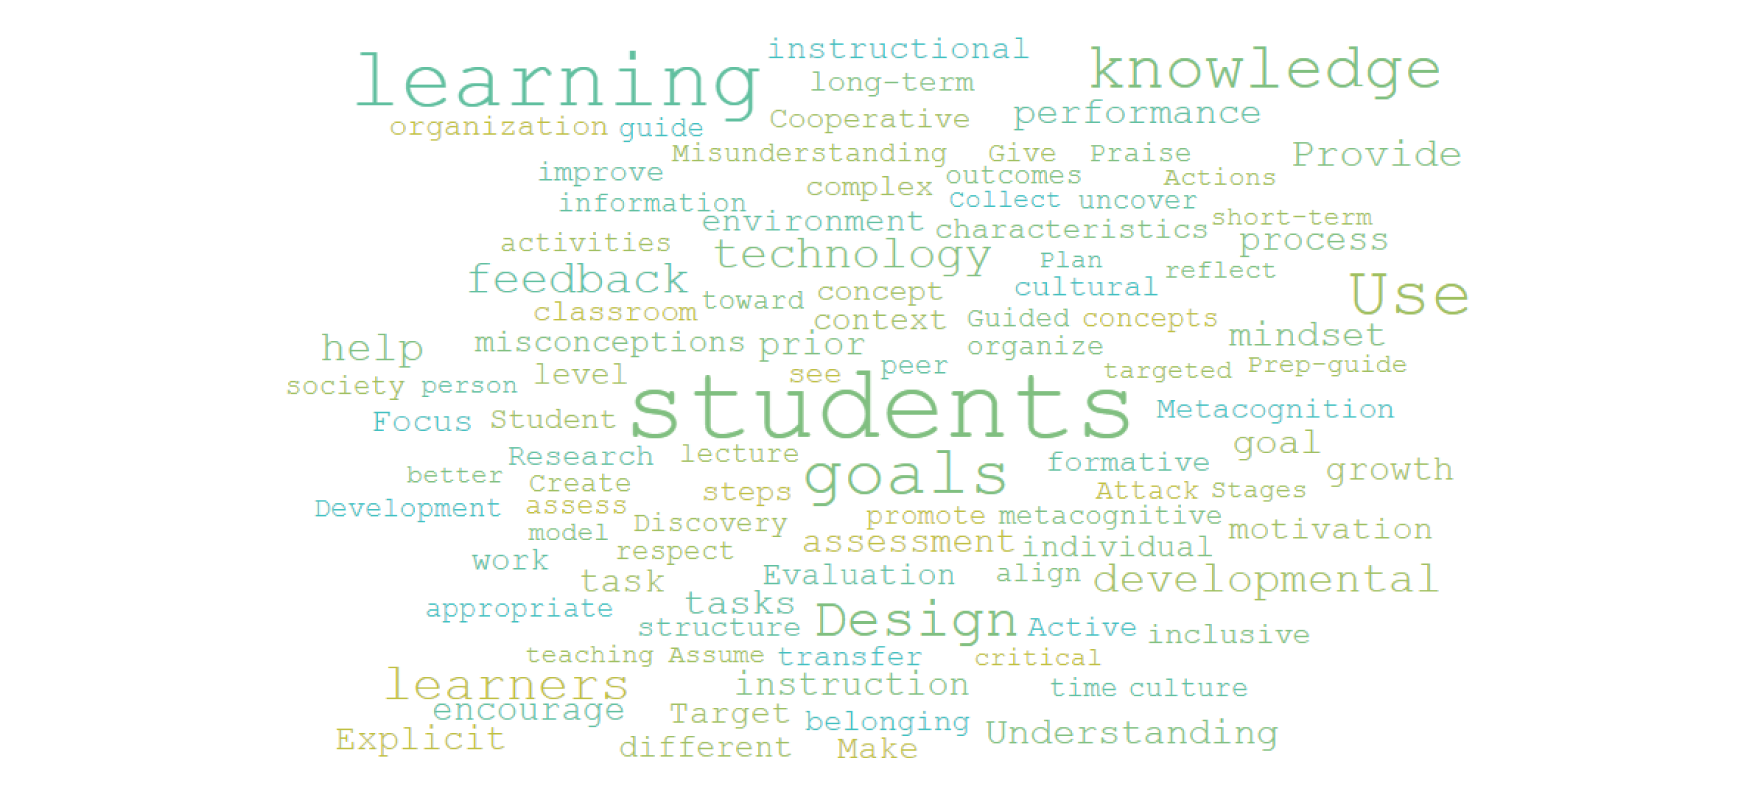 instructional
learning knowledge
long-term
organization guide Cooperative performance
Misunderstanding Give Praise Provide
improve complex outcomes Actions
information Collect uncover
environment characteristics short-term
activities technology process
feedback Plan reflect
toward concept cultural Use
classroom context Guided concepts
help misconceptions prior organize mindset
society person level see peer targeted Prep-guide
Focus Student students Metacognition
Research lecture goal
better Create steps goals formative growth
Development assess Attack Stages
model Discovery promote metacognitive motivation
work respect assessment individual
task Evaluation align developmental
appropriate tasks
structure Design Active inclusive
teaching Assume transfer critical
learners instruction time culture
encourage Target belonging Understanding
Explicit different Make